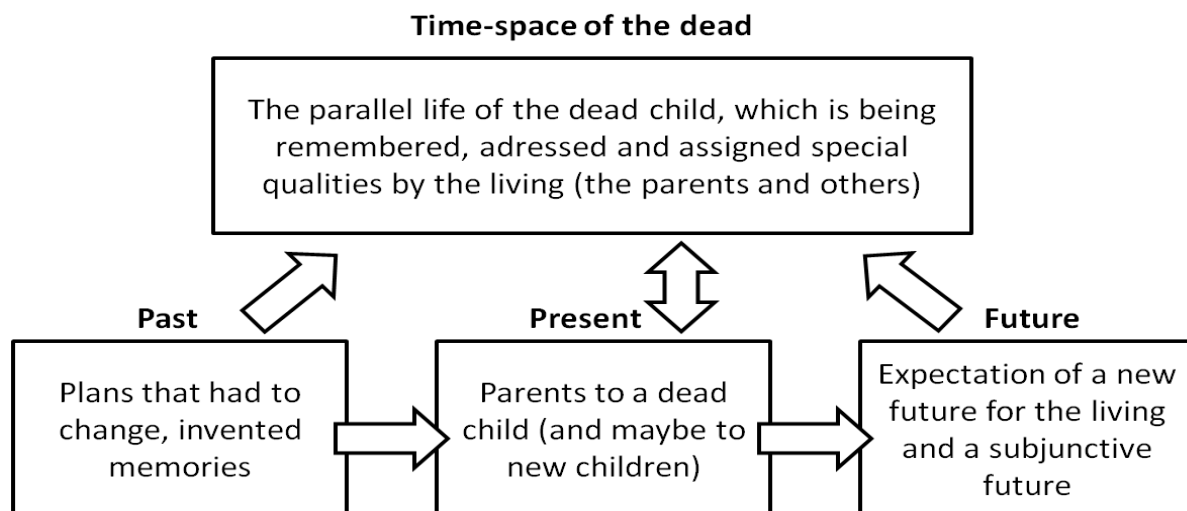 Time-space of the dead
The parallel life of the dead child, which is being
remembered, adressed and assigned special
qualities by the living (the parents and others)
Past
Plans that had to
change, invented
memories
Present
Parents to a dead
child (and maybe to
new children)
Future
Expectation of a new
future for the living
and a subjunctive
future